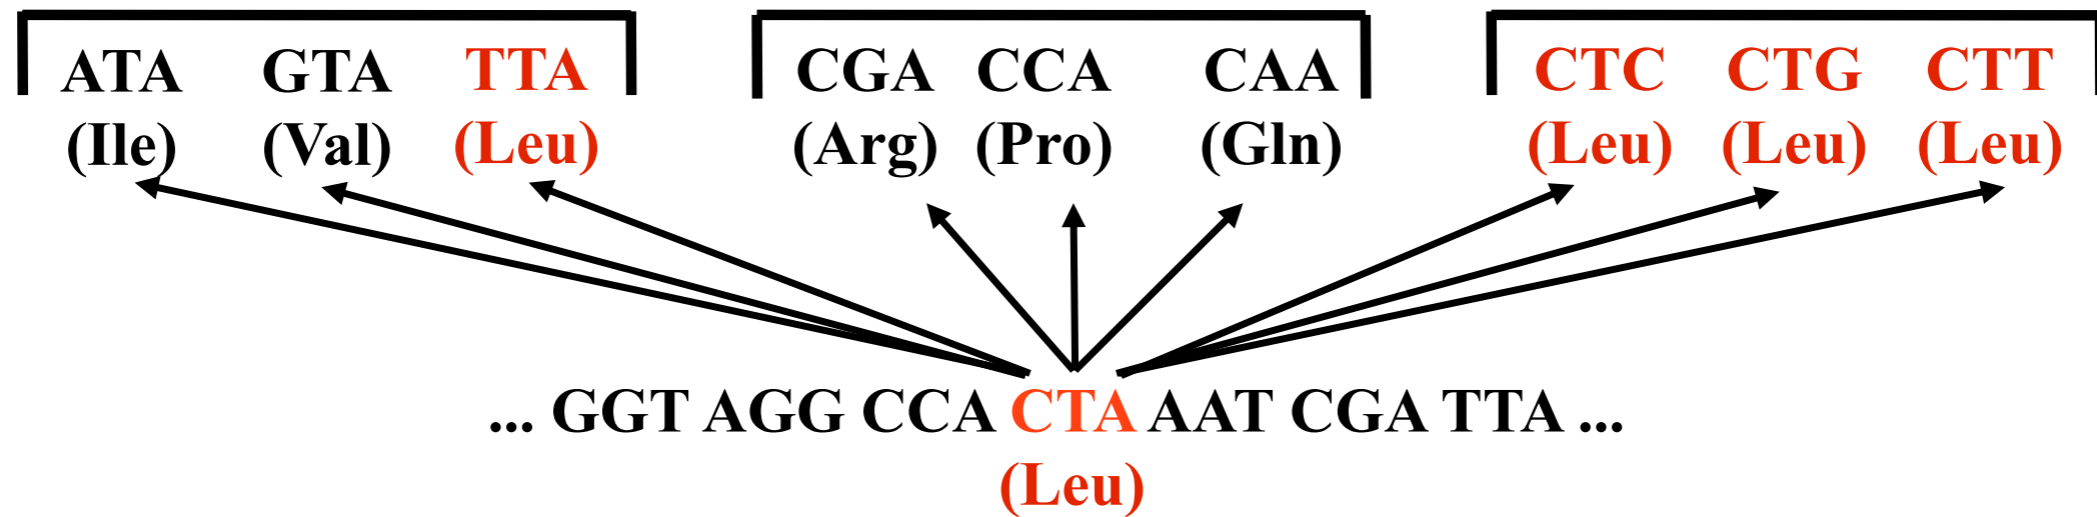 ATA GTA TTA CGA CCA CAA CTC CTG CTT
(Ile) (Val) (Leu) (Arg) (Pro) (Gln) (Leu) (Leu) (Leu)
... GGT AGG CCA CTA AAT CGA TTA ...
(Leu)